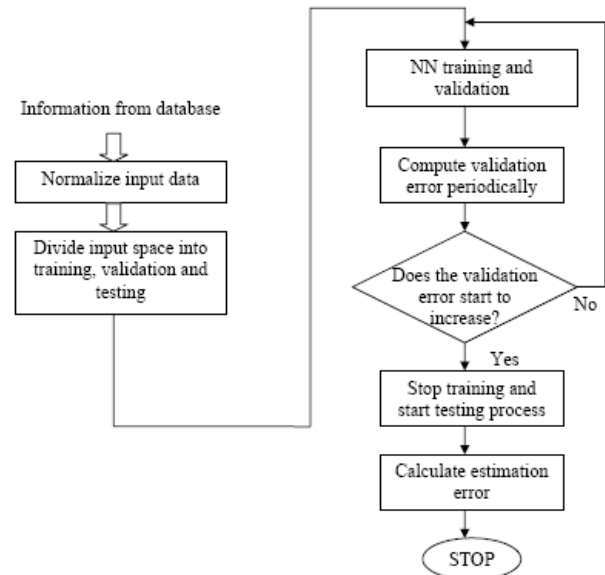 Information from database
Normalize input data
Divide input space into
training, validation and
testing
NN training and
validation
Compute validation
error periodically
Does the validation
error start to
increase?
No
Yes
Stop training and
start testing process
Calculate estimation
error
STOP